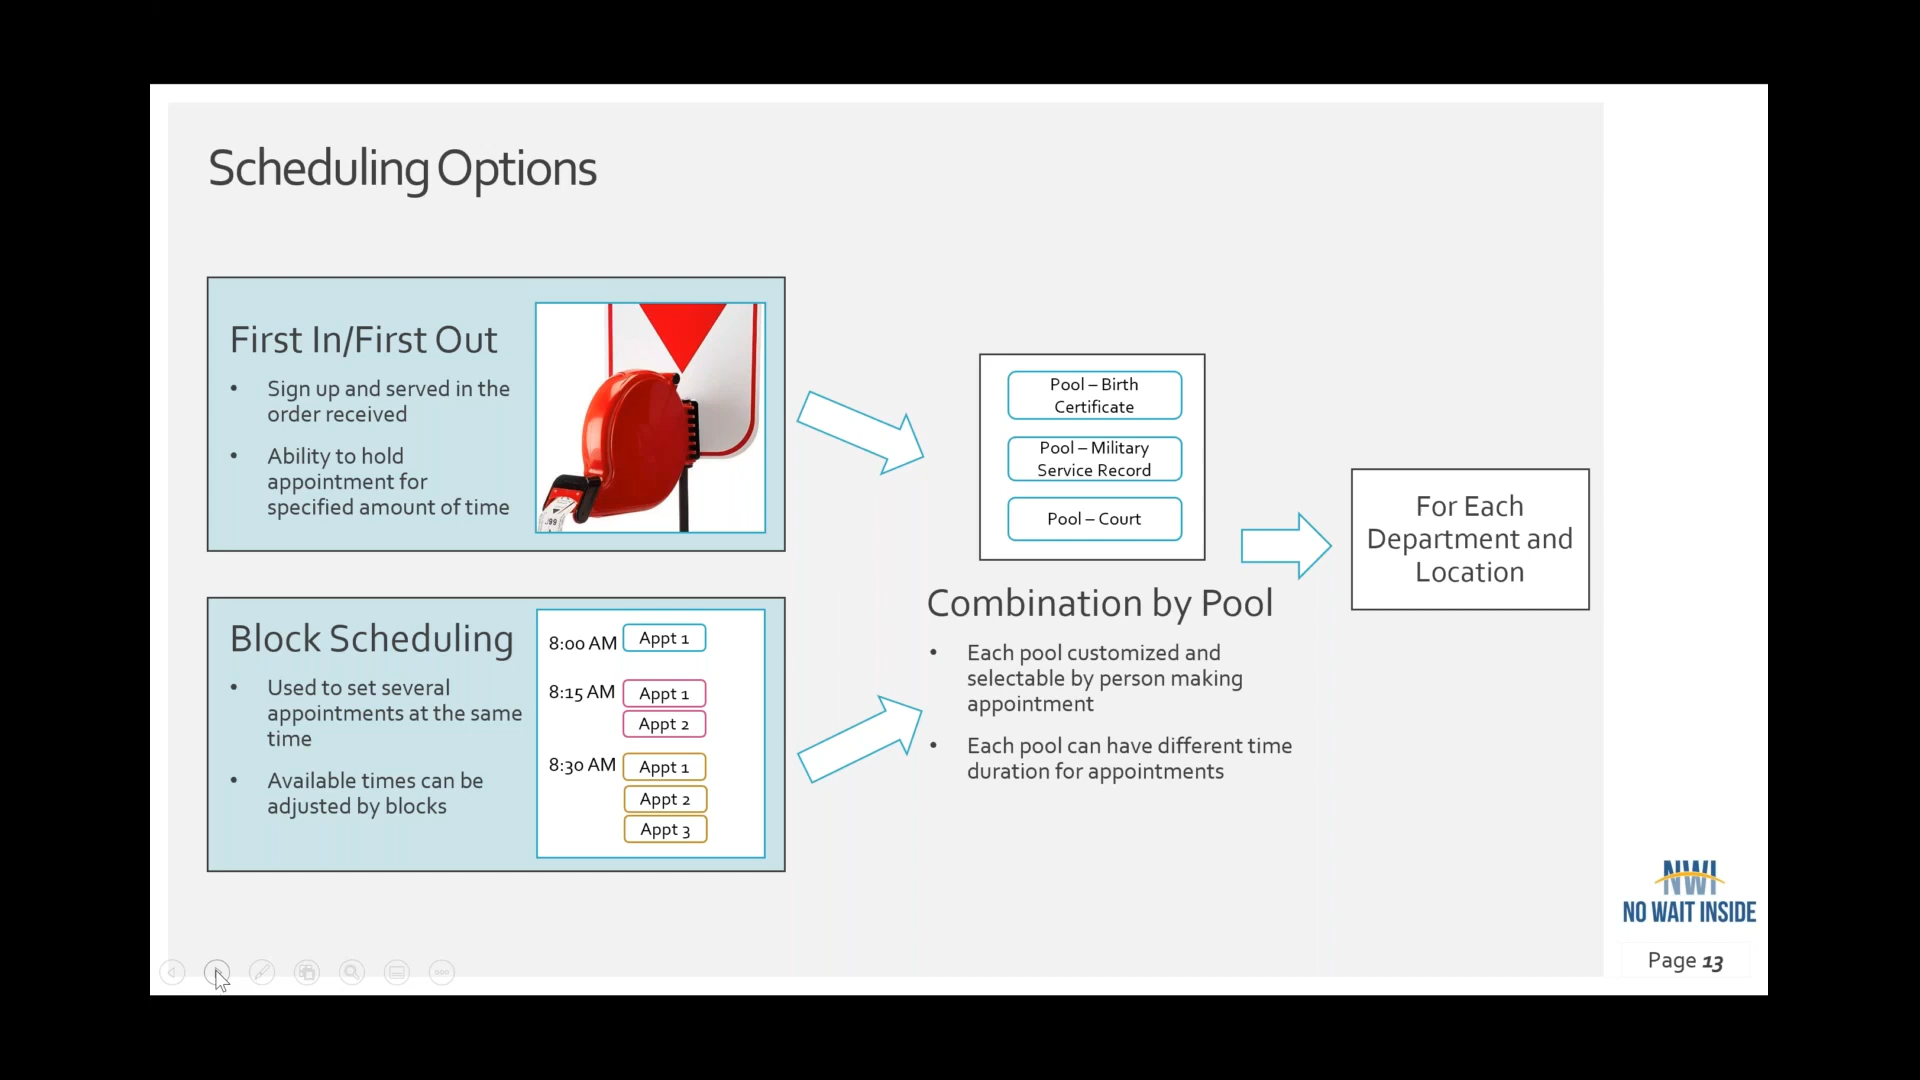 Scheduling Options
First In/First Out
• Sign up and served in the
order received
• Ability to hold
appointment for
specified amount of time
99
Block Scheduling
• Used to set several
appointments at the same
time
• Available times can be
adjusted by blocks
8:00 AM Appt 1
8:15 AM Appt 1
Appt 2
8:30 AM Appt 1
Appt 2
Appt 3
Pool – Birth
Certificate
Pool – Military
Service Record
Pool – Court
Combination by Pool
• Each pool customized and
selectable by person making
appointment
• Each pool can have different time
duration for appointments
For Each
Department and
Location
NWI
NO WAIT INSIDE
Page 13